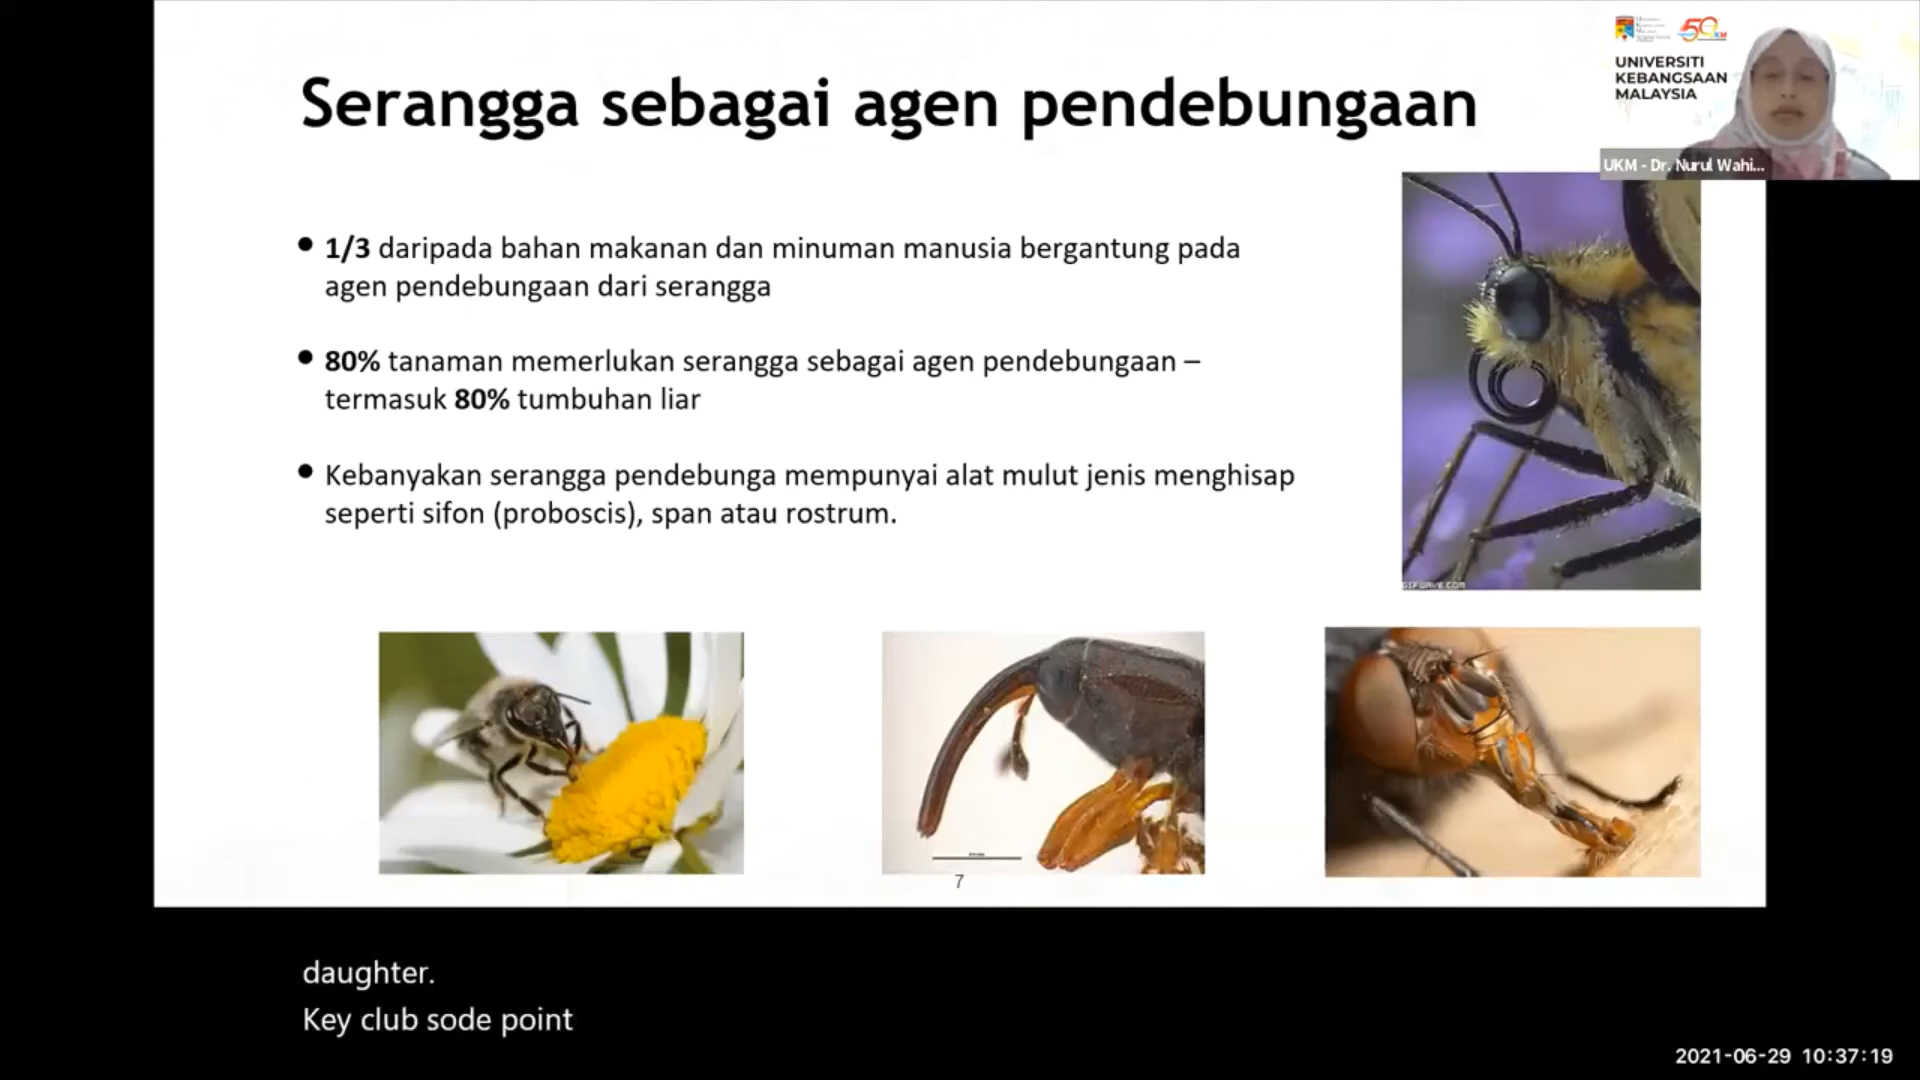 Serangga sebagai agen pendebungaan
UNIVERSITI
KEBANGSAAN
MALAYSIA
UKM - Dr. Nurul Wahi...
• 1/3 daripada bahan makanan dan minuman manusia bergantung pada
agen pendebungaan dari serangga
• 80% tanaman memerlukan serangga sebagai agen pendebungaan –
termasuk 80% tumbuhan liar
• Kebanyakan serangga pendebunga mempunyai alat mulut jenis menghisap
seperti sifon (proboscis), span atau rostrum.
7
daughter.
Key club sode point
2021-06-29 10:37:19